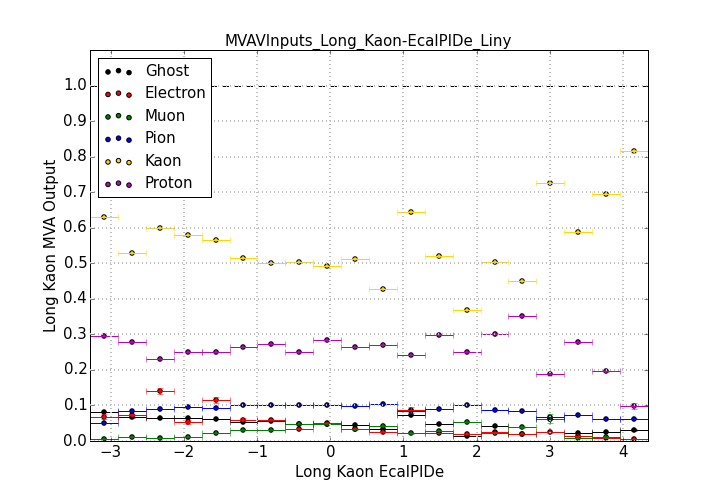 MVAVInputs_Long_Kaon-EcalPIDe_Liny
Long Kaon MVA Output
1.0
0.9
0.8
0.7
0.6
0.5
0.4
0.3
0.2
0.1
0.0
Ghost
Electron
Muon
Pion
Kaon
Proton
−3 −2 −1 0 1 2 3 4
Long Kaon EcalPIDe